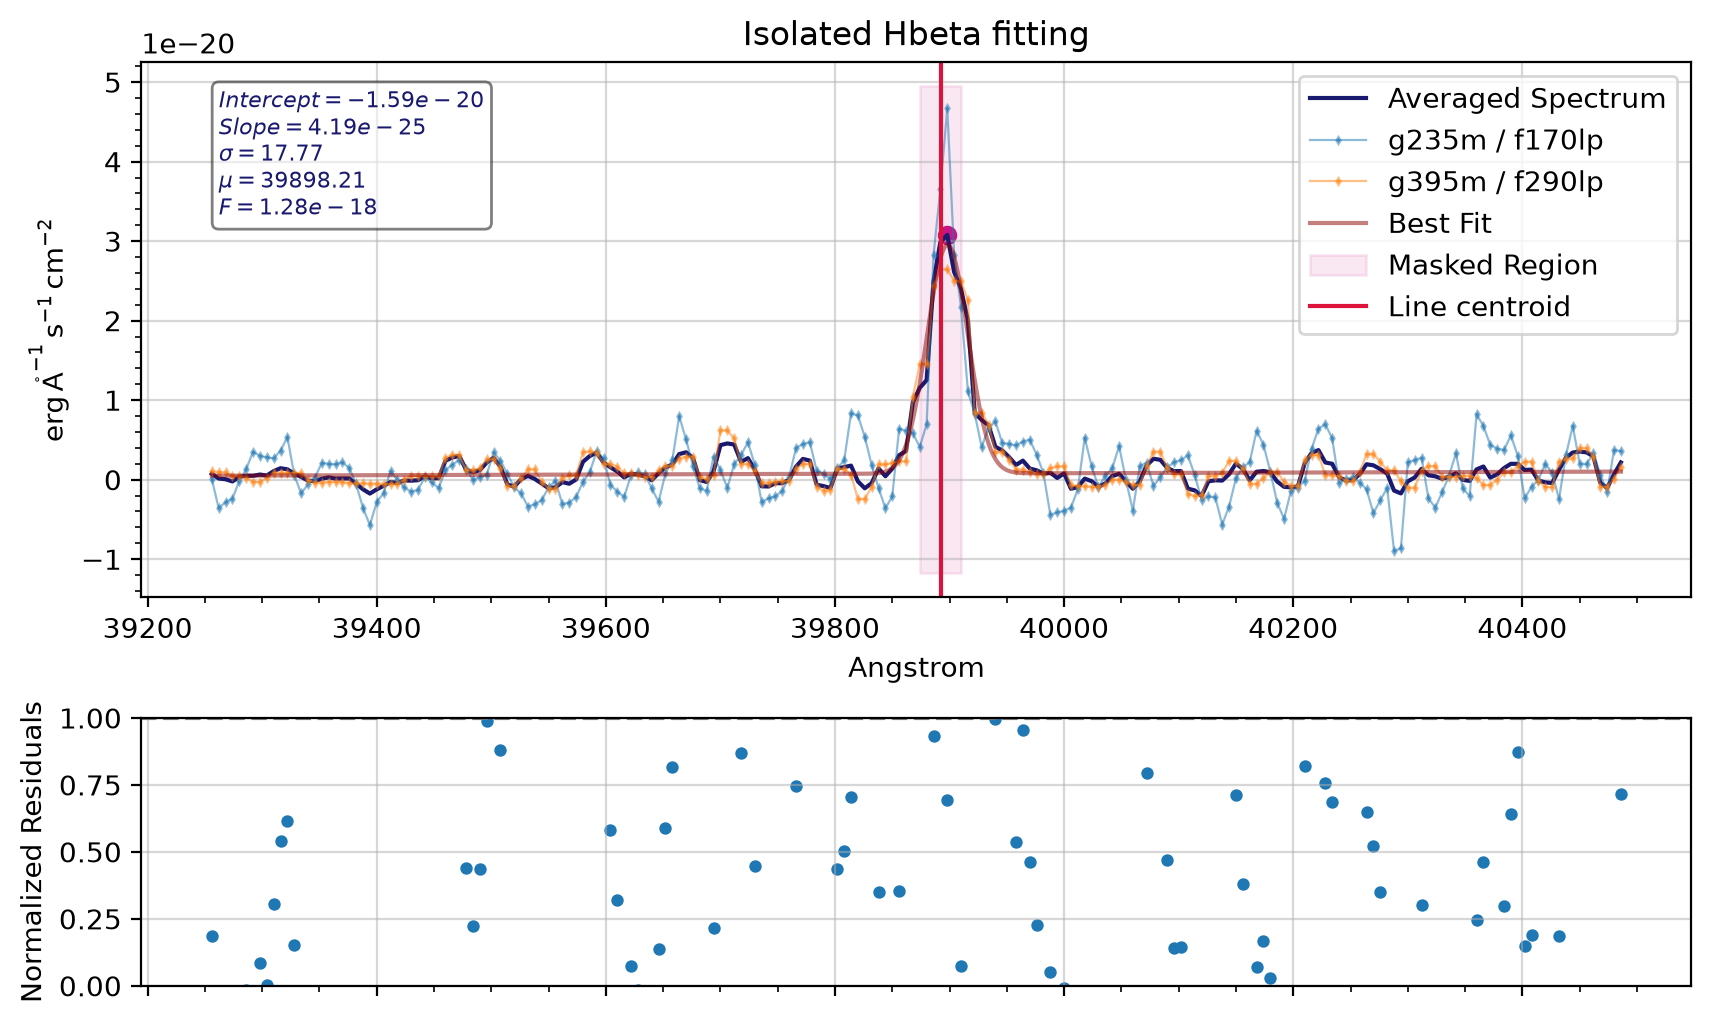 Isolated Hbeta fitting
1e−20
Intercept = −1.59e − 20
Slope = 4.19e − 25
σ = 17.77
μ = 39898.21
F = 1.28e − 18
Averaged Spectrum
g235m / f170lp
g395m / f290lp
Best Fit
Masked Region
Line centroid
5
4
3
2
1
0
−1
erg Å⁻¹ s⁻¹ cm⁻²
39200 39400 39600 39800 40000 40200 40400
Angstrom
Normalized Residuals
1.00
0.75
0.50
0.25
0.00